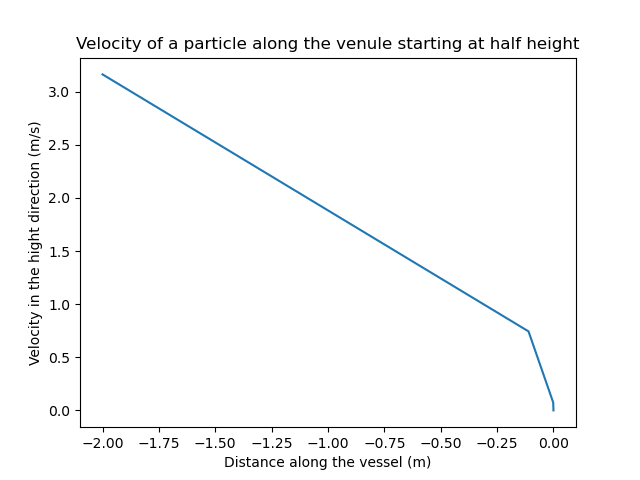 Velocity of a particle along the venule starting at half height
Velocity in the hight direction (m/s)
3.0
2.5
2.0
1.5
1.0
0.5
0.0
−2.00 −1.75 −1.50 −1.25 −1.00 −0.75 −0.50 −0.25 0.00
Distance along the vessel (m)